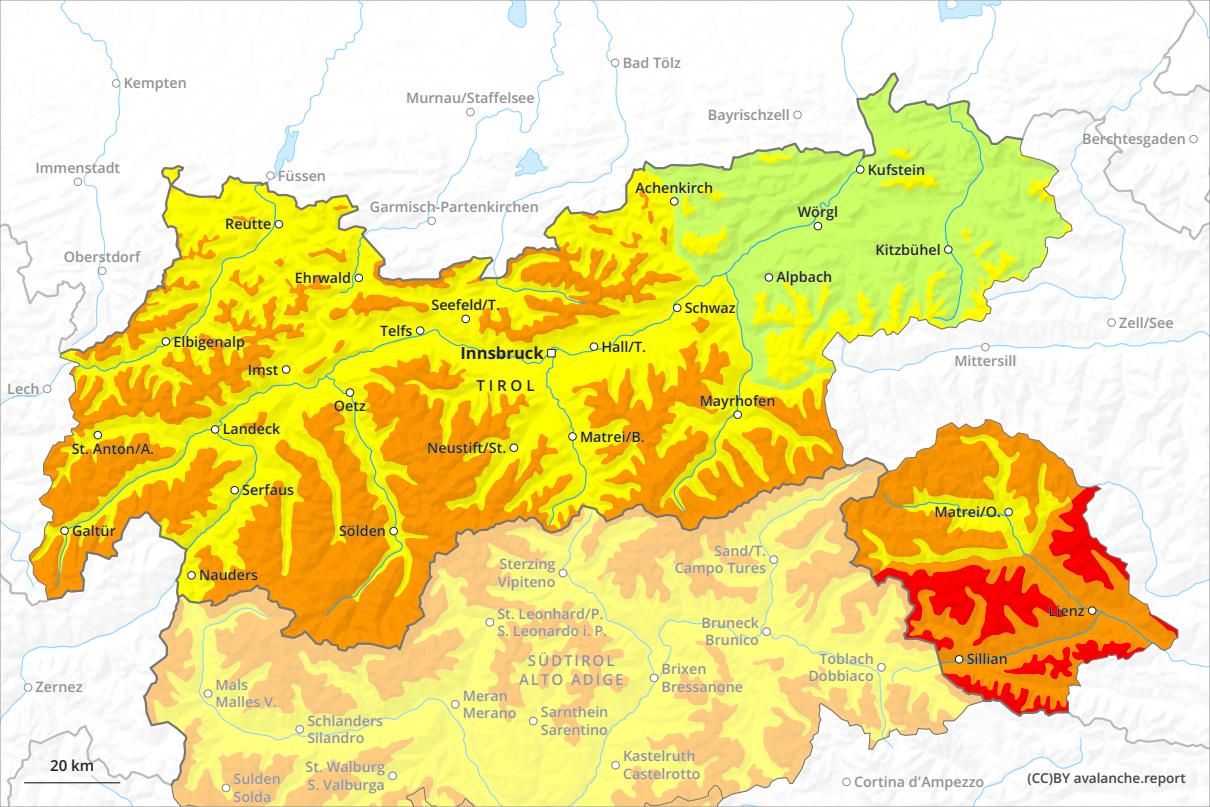 Kempten
Bad Tölz
Murnau/Staffelsee
Bayrischzell
Berchtesgaden
Immenstadt
Füssen
Kufstein
Achenkirch
Garmisch-Partenkirchen
Wörgl
Reutte
Kitzbühel
Oberstdorf
Ehrwald
Alpbach
Seefeld/T.
Schwaz
Zell/See
Telfs
Elbigenalp
Innsbruck
Hall/T.
Mittersill
Imst
TIROL
Lech
Oetz
Mayrhofen
Landeck
Matrei/B.
St. Anton/A.
Neustift/St.
Serfaus
Matrei/O.
Galtür
Sölden
Sand/T.
Campo Tures
Sterzing
Vipiteno
Nauders
Lienz
St. Leonhard/P.
S. Leonardo i. P.
Bruneck
Brunico
SÜDTIROL
ALTO ADIGE
Toblach
Dobbiaco
Sillian
Brixen
Bressanone
Zernez
Mals
Malles V.
Meran
Merano
Sarnthein
Sarentino
Schlanders
Silandro
Kastelruth
Castelrotto
St. Walburg
S. Valburga
20 km
Sulden
Solda
Cortina d'Ampezzo
(CC)BY avalanche.report